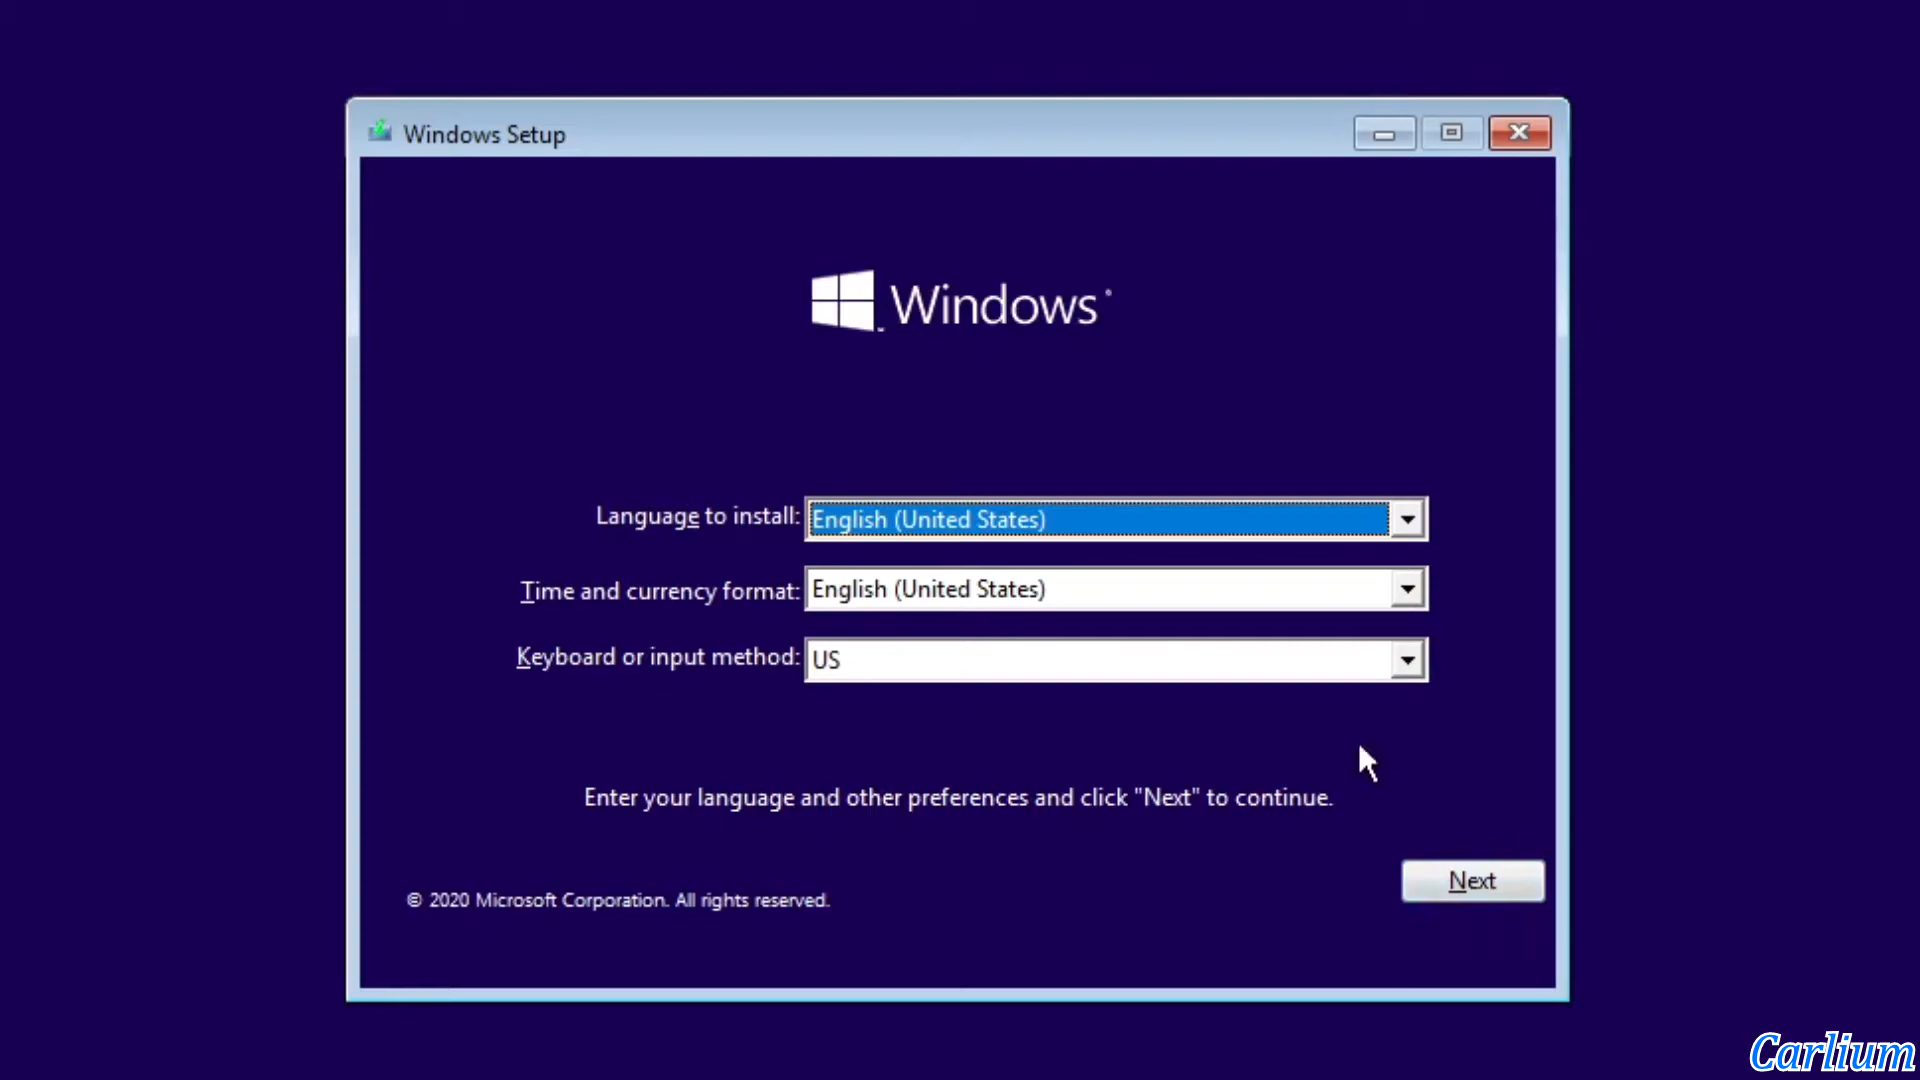 Windows Setup
Windows
Language to install: English (United States)
Time and currency format: English (United States)
Keyboard or input method: US
Enter your language and other preferences and click "Next" to continue.
Next
© 2020 Microsoft Corporation. All rights reserved.
Carlium